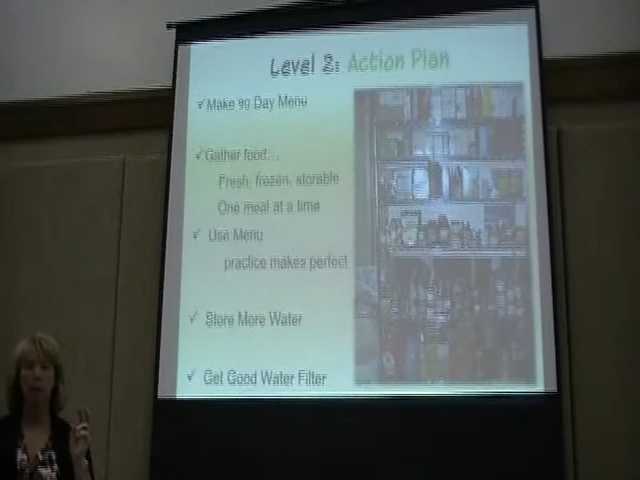 Level 2: Action Plan
✓ Make 90 Day Menu
✓ Gather food...
Fresh, frozen, storable
One meal at a time
✓ Use Menu
practice makes perfect
✓ Store More Water
✓ Get Good Water Filter